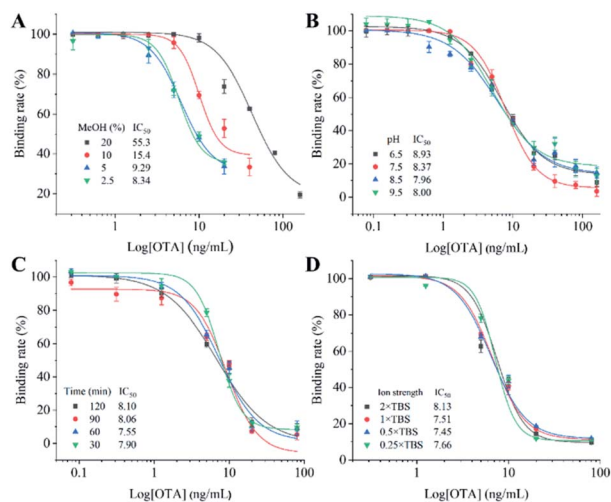 A
Binding rate (%)
100
80
60
40
20
MeOH (%) IC50
20 55.3
10 15.4
5 9.29
2.5 8.34
1 10 100
Log[OTA] (ng/mL)
B
Binding rate (%)
120
100
80
60
40
20
0
pH IC50
6.5 8.93
7.5 8.37
8.5 7.96
9.5 8.00
0.1 1 10 100
Log[OTA] (ng/mL)
C
Binding rate (%)
100
80
60
40
20
0
Time (min) IC50
120 8.10
90 8.06
60 7.55
30 7.90
0.1 1 10 100
Log[OTA] (ng/mL)
D
Binding rate (%)
120
100
80
60
40
20
0
Ion strength IC50
2×TBS 8.13
1×TBS 7.51
0.5×TBS 7.45
0.25×TBS 7.66
1 10 100
Log[OTA] (ng/mL)